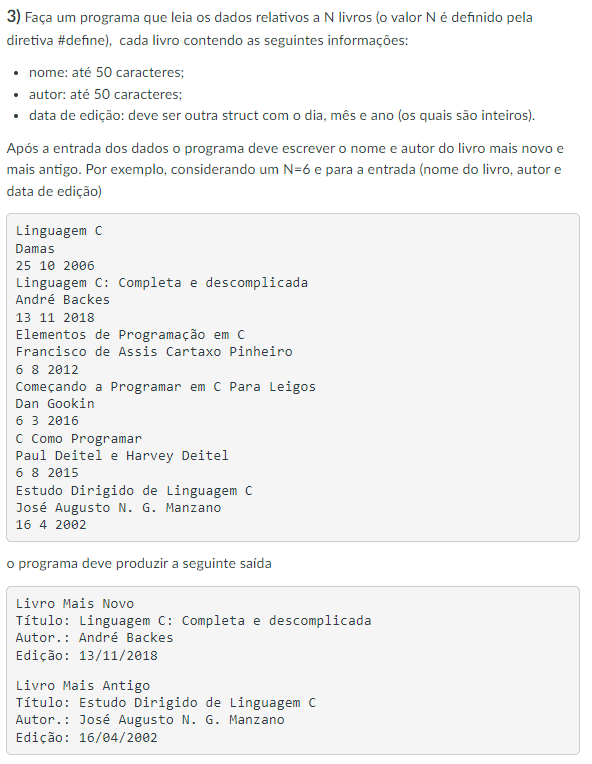 3) Faça um programa que leia os dados relativos a N livros (o valor N é definido pela
diretiva #define), cada livro contendo as seguintes informações:
• nome: até 50 caracteres;
• autor: até 50 caracteres;
• data de edição: deve ser outra struct com o dia, mês e ano (os quais são inteiros).
Após a entrada dos dados o programa deve escrever o nome e autor do livro mais novo e
mais antigo. Por exemplo, considerando um N=6 e para a entrada (nome do livro, autor e
data de edição)
Linguagem C
Damas
25 10 2006
Linguagem C: Completa e descomplicada
André Backes
13 11 2018
Elementos de Programação em C
Francisco de Assis Cartaxo Pinheiro
6 8 2012
Começando a Programar em C Para Leigos
Dan Gookin
6 3 2016
C Como Programar
Paul Deitel e Harvey Deitel
6 8 2015
Estudo Dirigido de Linguagem C
José Augusto N. G. Manzano
16 4 2002
o programa deve produzir a seguinte saída
Livro Mais Novo
Título: Linguagem C: Completa e descomplicada
Autor.: André Backes
Edição: 13/11/2018
Livro Mais Antigo
Título: Estudo Dirigido de Linguagem C
Autor.: José Augusto N. G. Manzano
Edição: 16/04/2002